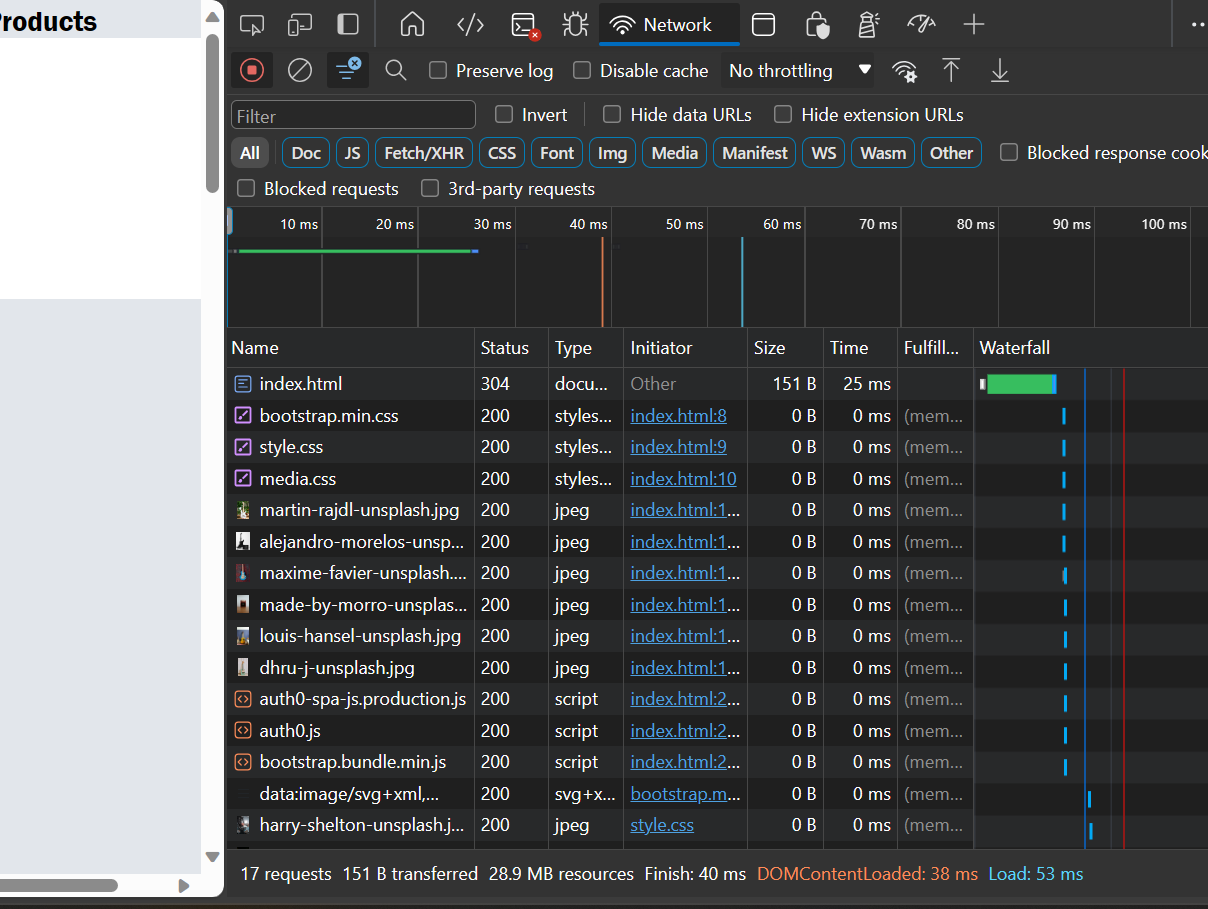 roducts
Network
Preserve log Disable cache No throttling
Filter Invert Hide data URLs Hide extension URLs
All Doc JS Fetch/XHR CSS Font Img Media Manifest WS Wasm Other Blocked response cook
Blocked requests 3rd-party requests
10 ms 20 ms 30 ms 40 ms 50 ms 60 ms 70 ms 80 ms 90 ms 100 ms
Name Status Type Initiator Size Time Fulfill... Waterfall
index.html 304 docu... Other 151 B 25 ms
bootstrap.min.css 200 styles... index.html:8 0 B 0 ms (mem...
style.css 200 styles... index.html:9 0 B 0 ms (mem...
media.css 200 styles... index.html:10 0 B 0 ms (mem...
martin-rajdl-unsplash.jpg 200 jpeg index.html:1... 0 B 0 ms (mem...
alejandro-morelos-unsp... 200 jpeg index.html:1... 0 B 0 ms (mem...
maxime-favier-unsplash.... 200 jpeg index.html:1... 0 B 0 ms (mem...
made-by-morro-unsplas... 200 jpeg index.html:1... 0 B 0 ms (mem...
louis-hansel-unsplash.jpg 200 jpeg index.html:1... 0 B 0 ms (mem...
dhru-j-unsplash.jpg 200 jpeg index.html:1... 0 B 0 ms (mem...
auth0-spa-js.production.js 200 script index.html:2... 0 B 0 ms (mem...
auth0.js 200 script index.html:2... 0 B 0 ms (mem...
bootstrap.bundle.min.js 200 script index.html:2... 0 B 0 ms (mem...
data:image/svg+xml,... 200 svg+x... bootstrap.m... 0 B 0 ms (mem...
harry-shelton-unsplash.j... 200 jpeg style.css 0 B 0 ms (mem...
17 requests 151 B transferred 28.9 MB resources Finish: 40 ms DOMContentLoaded: 38 ms Load: 53 ms